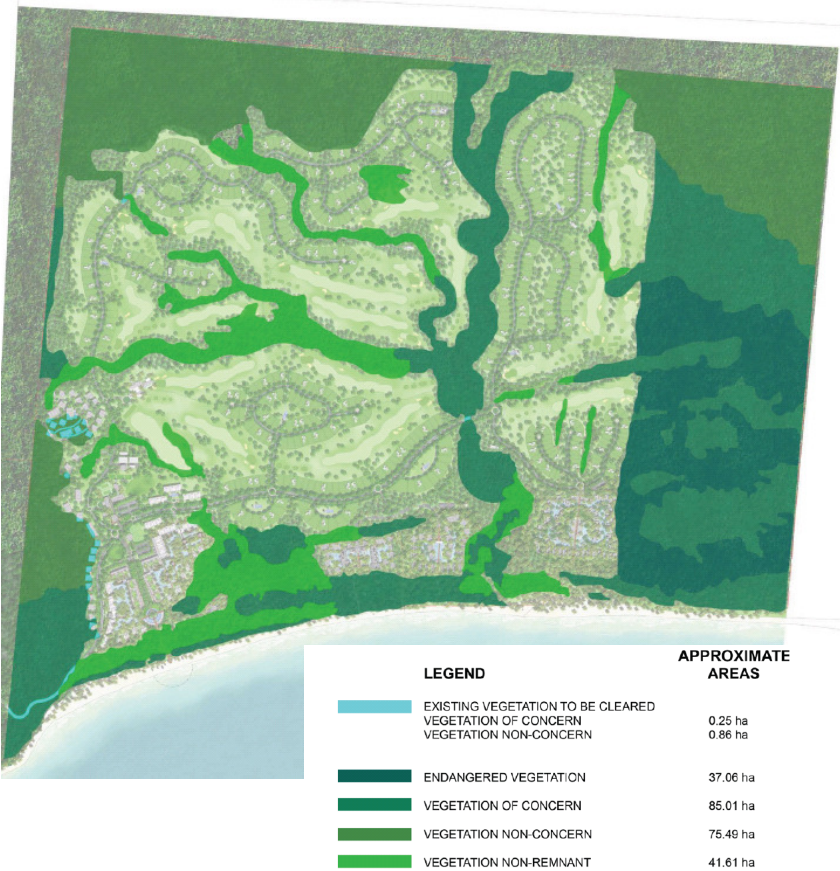 APPROXIMATE
LEGEND AREAS
EXISTING VEGETATION TO BE CLEARED
VEGETATION OF CONCERN 0.25 ha
VEGETATION NON-CONCERN 0.86 ha
ENDANGERED VEGETATION 37.06 ha
VEGETATION OF CONCERN 85.01 ha
VEGETATION NON-CONCERN 75.49 ha
VEGETATION NON-REMNANT 41.61 ha